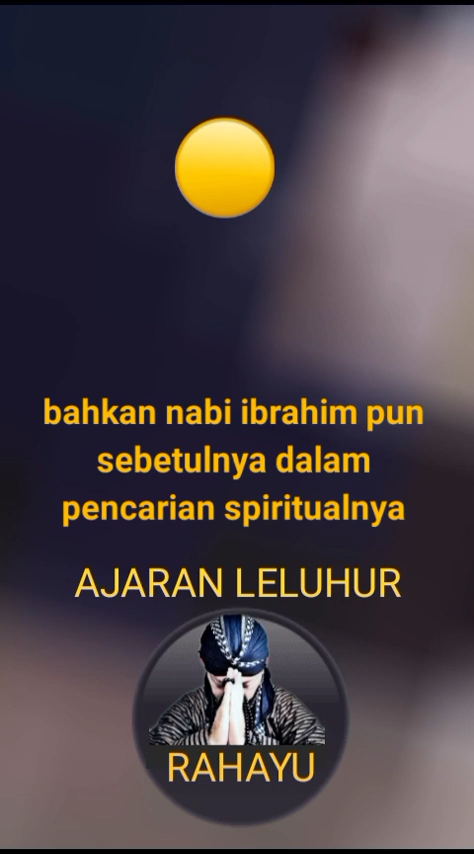 bahkan nabi ibrahim pun
sebetulnya dalam
pencarian spiritualnya
AJARAN LELUHUR
RAHAYU